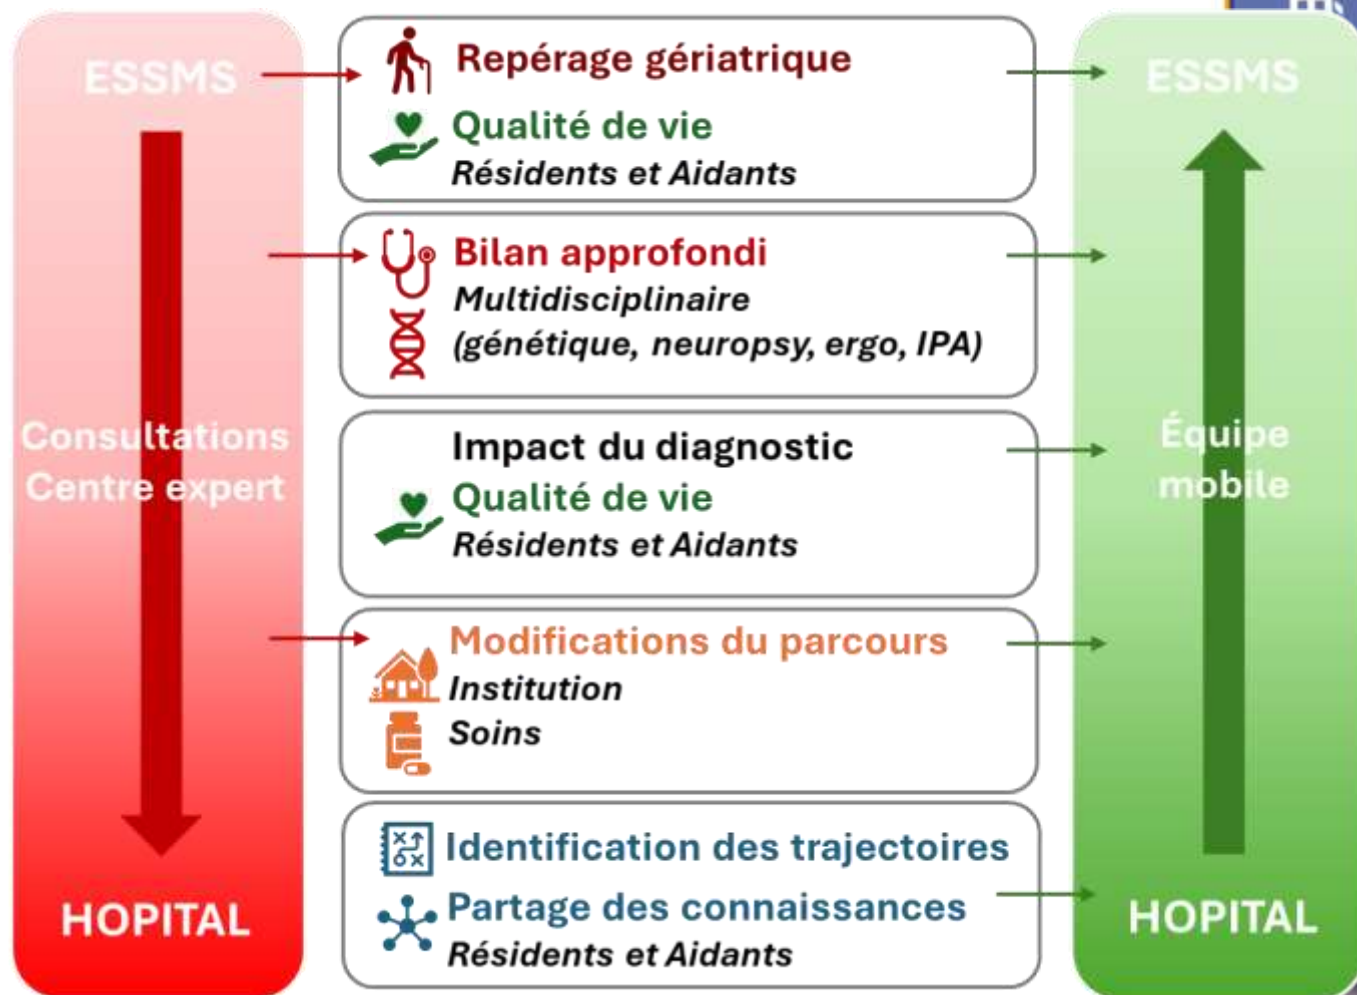 ESSMS
Consultations
Centre expert
HOPITAL
Repérage gériatrique
Qualité de vie
Résidents et Aidants
Bilan approfondi
Multidisciplinaire
(génétique, neuropsy, ergo, IPA)
Impact du diagnostic
Qualité de vie
Résidents et Aidants
Modifications du parcours
Institution
Soins
Identification des trajectoires
Partage des connaissances
Résidents et Aidants
ESSMS
Équipe
mobile
HOPITAL